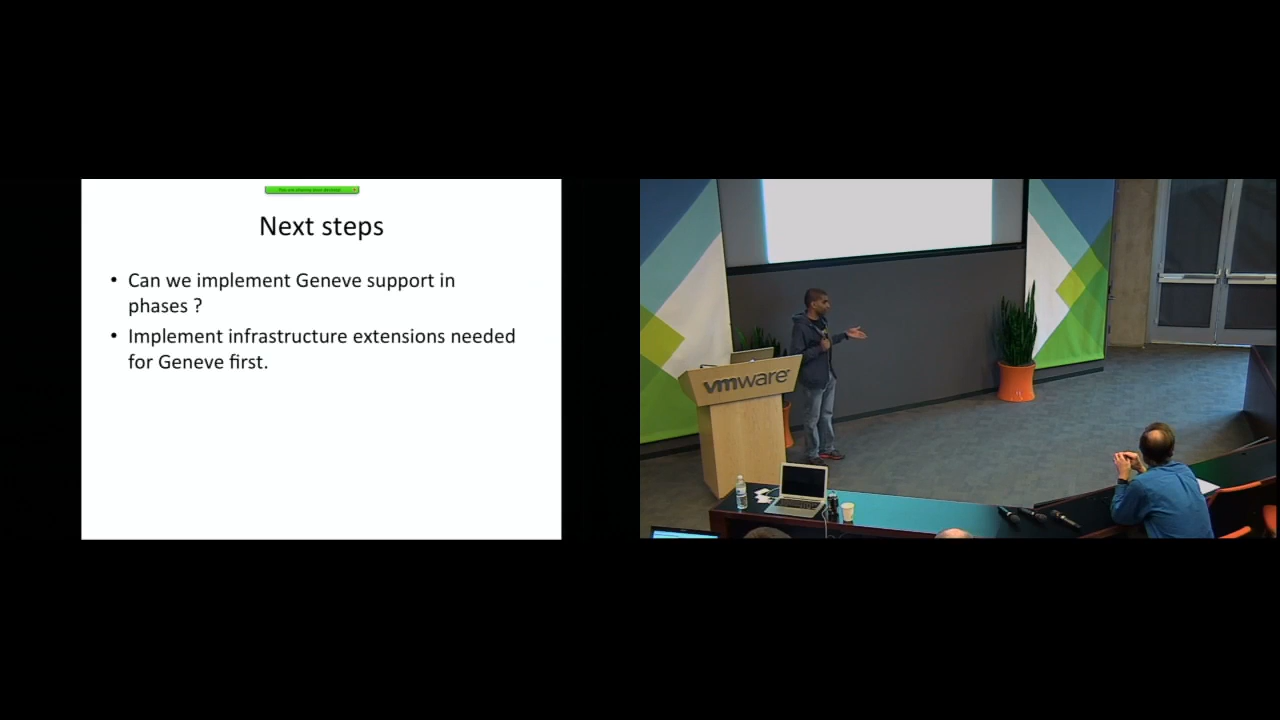 Next steps
• Can we implement Geneve support in
phases ?
• Implement infrastructure extensions needed
for Geneve first.
vmware